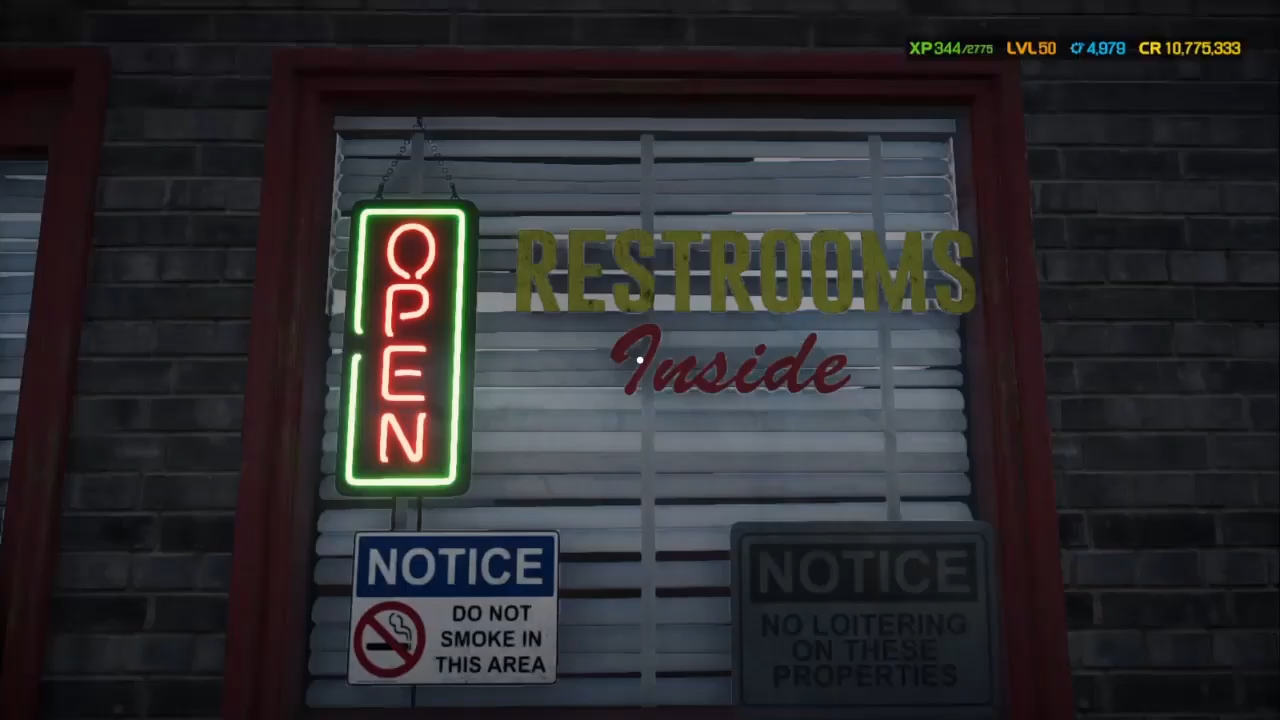 XP 344/2775 LVL 50 4,979 CR 10,775,333
OPEN
RESTROOMS
Inside
NOTICE
DO NOT
SMOKE IN
THIS AREA
NOTICE
NO LOITERING
ON THESE
PROPERTIES